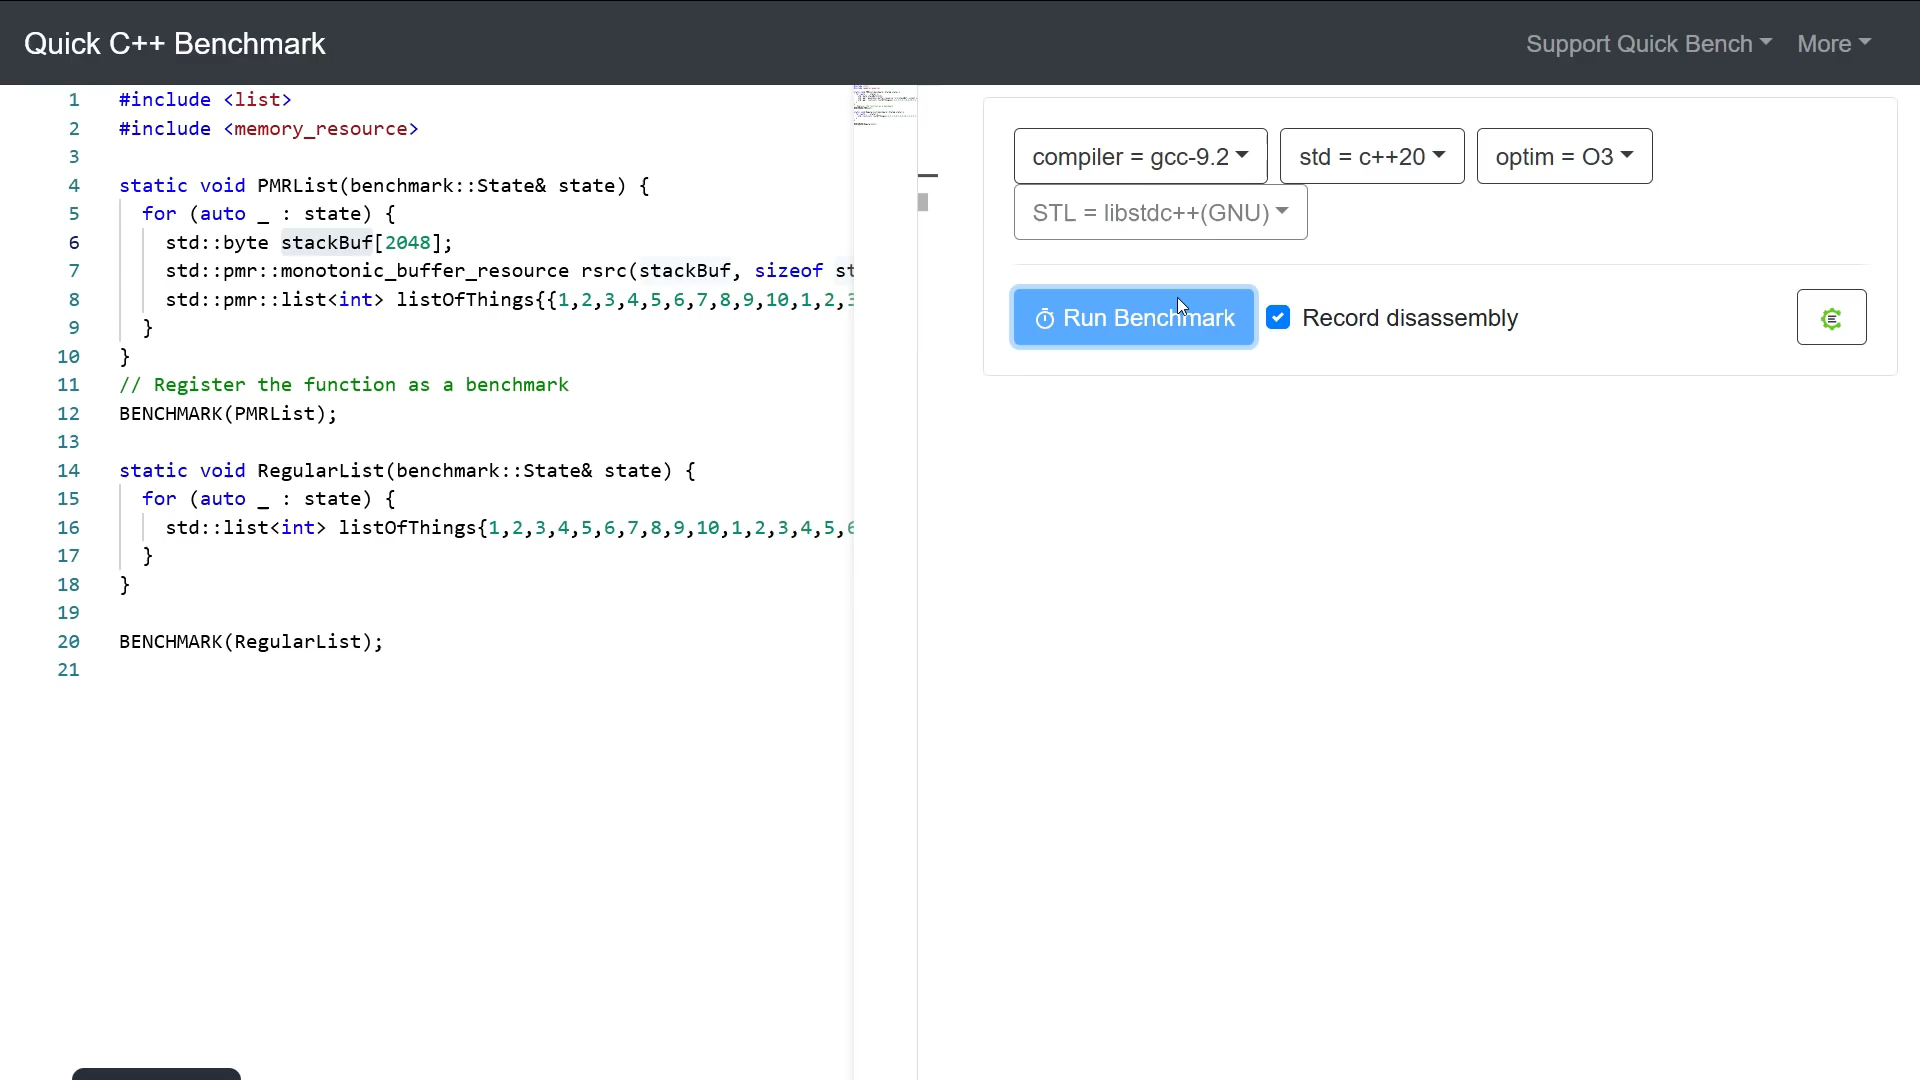 Quick C++ Benchmark
Support Quick Bench
More
1 #include <list>
2 #include <memory_resource>
3
4 static void PMRList(benchmark::State& state) {
5 for (auto _ : state) {
6 std::byte stackBuf[2048];
7 std::pmr::monotonic_buffer_resource rsrc(stackBuf, sizeof st
8 std::pmr::list<int> listOfThings{{1,2,3,4,5,6,7,8,9,10,1,2,3
9 }
10 }
11 // Register the function as a benchmark
12 BENCHMARK(PMRList);
13
14 static void RegularList(benchmark::State& state) {
15 for (auto _ : state) {
16 std::list<int> listOfThings{1,2,3,4,5,6,7,8,9,10,1,2,3,4,5,6
17 }
18 }
19
20 BENCHMARK(RegularList);
21
compiler = gcc-9.2
std = c++20
optim = O3
STL = libstdc++(GNU)
Run Benchmark
Record disassembly